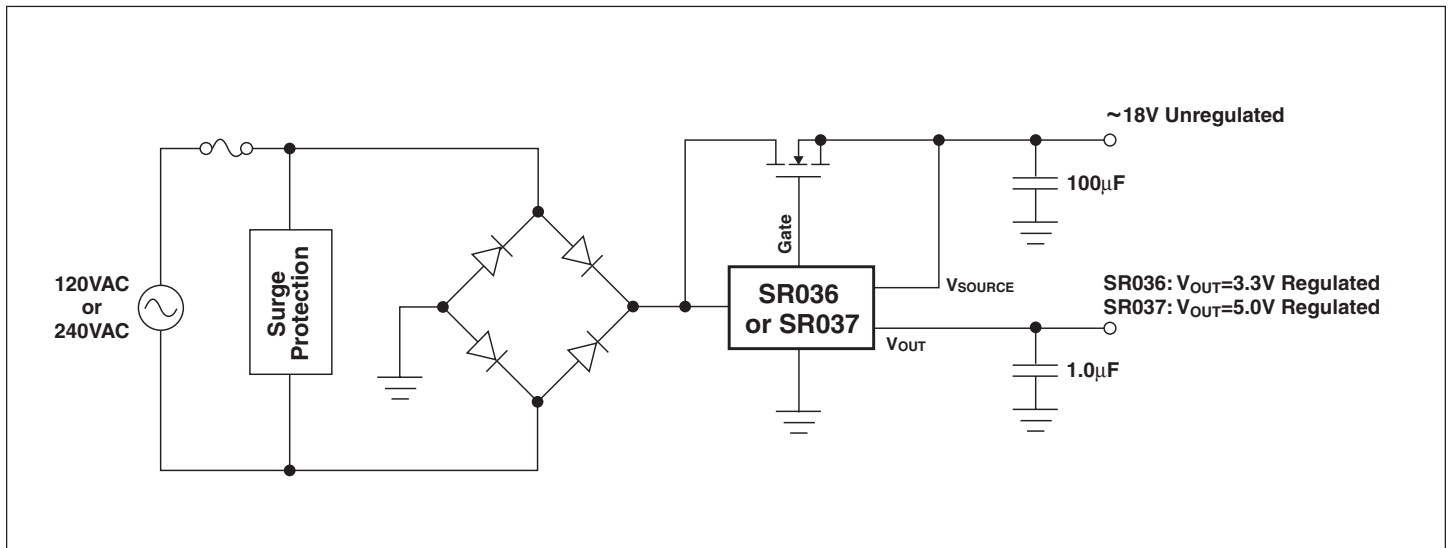 ~18V Unregulated
100μF
Gate
120VAC
or
240VAC
Surge
Protection
SR036
or SR037
VSOURCE
VOUT
SR036: VOUT=3.3V Regulated
SR037: VOUT=5.0V Regulated
1.0μF